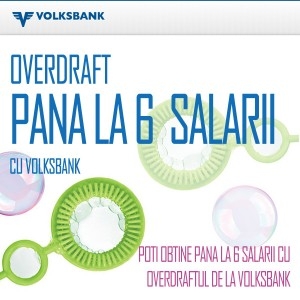 VOLKSBANK
OVERDRAFT
PANA LA 6 SALARII
CU VOLKSBANK
POTI OBTINE PANA LA 6 SALARII CU
OVERDRAFTUL DE LA VOLKSBANK